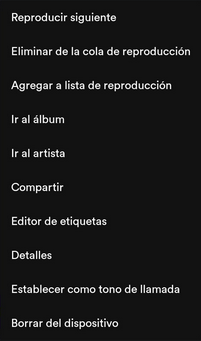 Reproducir siguiente
Eliminar de la cola de reproducción
Agregar a lista de reproducción
Ir al álbum
Ir al artista
Compartir
Editor de etiquetas
Detalles
Establecer como tono de llamada
Borrar del dispositivo